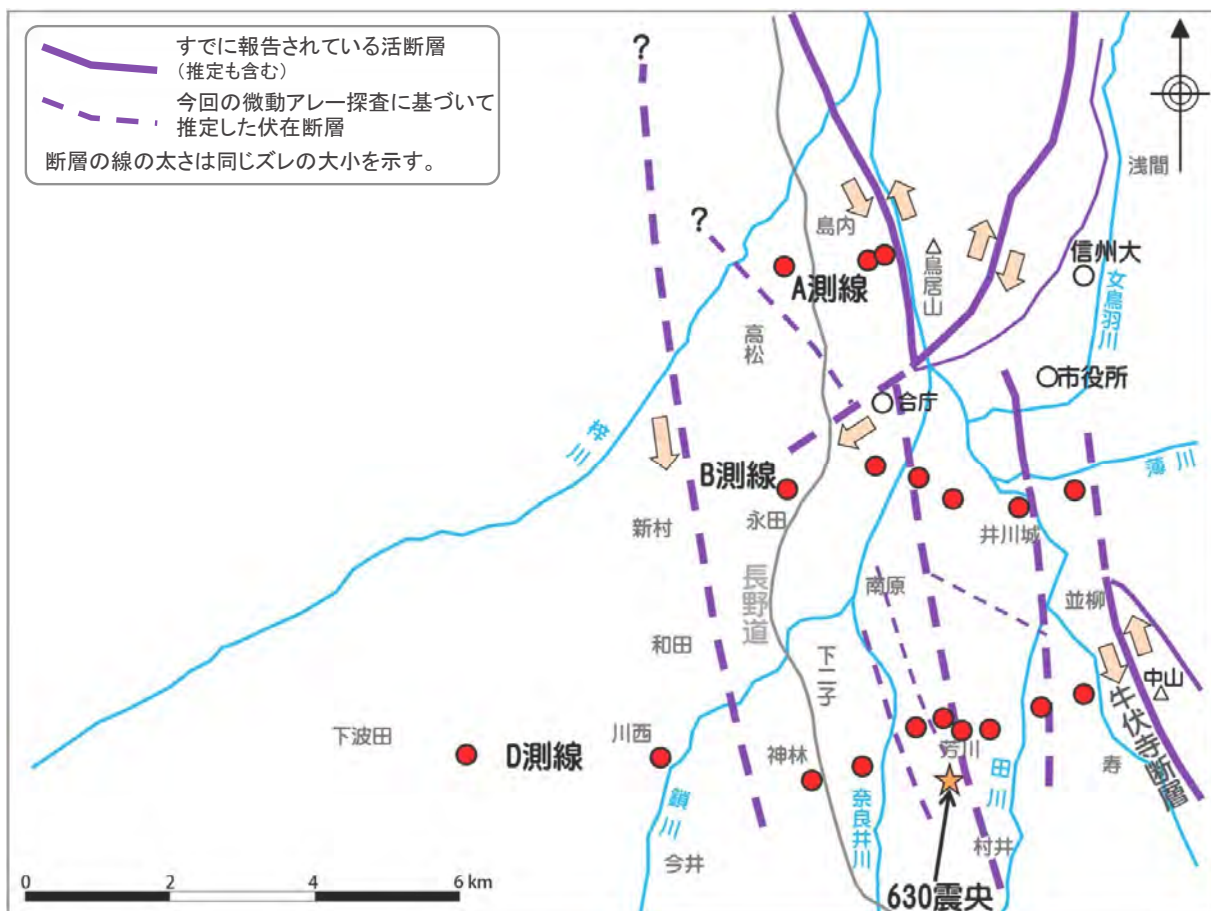 すでに報告されている活断層
（推定も含む）
今回の微動アレー探査に基づいて
推定した伏在断層
断層の線の太さは同じズレの大小を示す。
?
浅間
?
島内
鳥居山
信州大
A測線
女鳥羽川
高松
市役所
合庁
梓川
B測線
薄川
新村
永田
井川城
長野道
南原
並柳
和田
下二子
中山
牛伏寺断層
下波田
川西
D測線
神林
芳川
寿
鎖川
奈良井川
田川
今井
村井
0 2 4 6 km
630震央